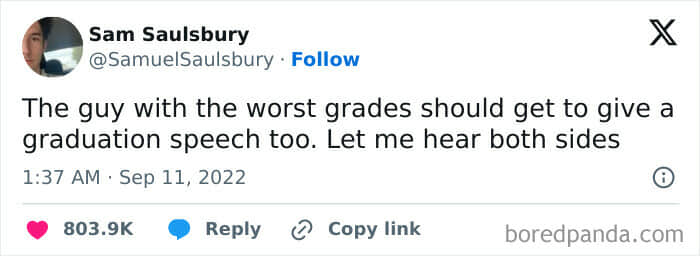 Sam Saulsbury
@SamuelSaulsbury · Follow
The guy with the worst grades should get to give a
graduation speech too. Let me hear both sides
1:37 AM · Sep 11, 2022
803.9K Reply Copy link
boredpanda.com